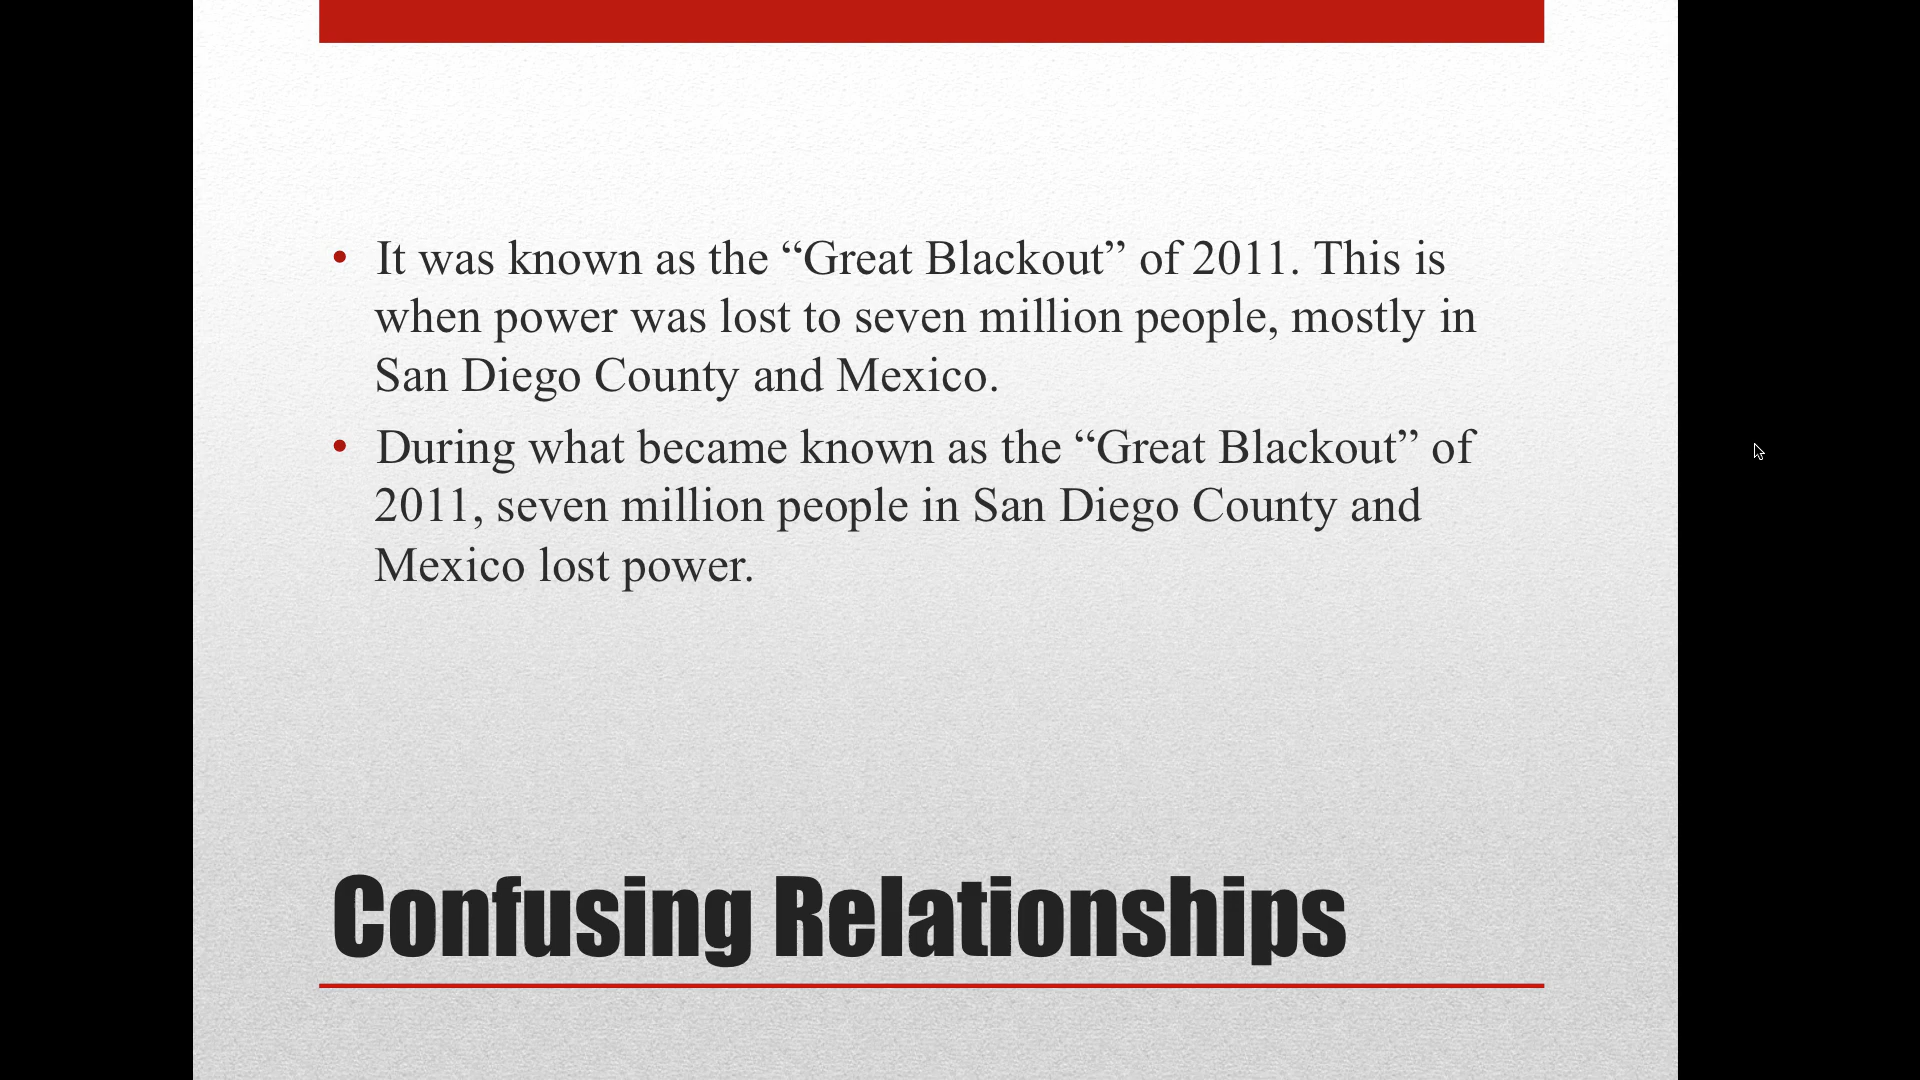 • It was known as the “Great Blackout” of 2011. This is
when power was lost to seven million people, mostly in
San Diego County and Mexico.
• During what became known as the “Great Blackout” of
2011, seven million people in San Diego County and
Mexico lost power.
Confusing Relationships